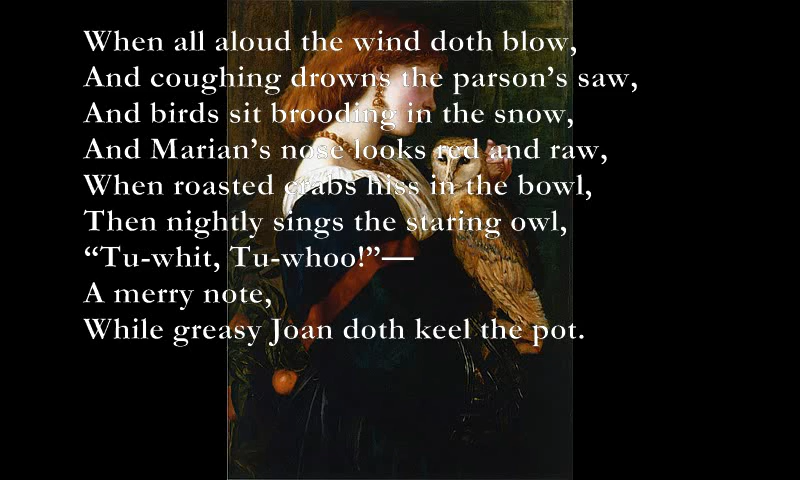 When all aloud the wind doth blow,
And coughing drowns the parson’s saw,
And birds sit brooding in the snow,
And Marian’s nose looks red and raw,
When roasted crabs hiss in the bowl,
Then nightly sings the staring owl,
“Tu-whit, Tu-whoo!”—
A merry note,
While greasy Joan doth keel the pot.